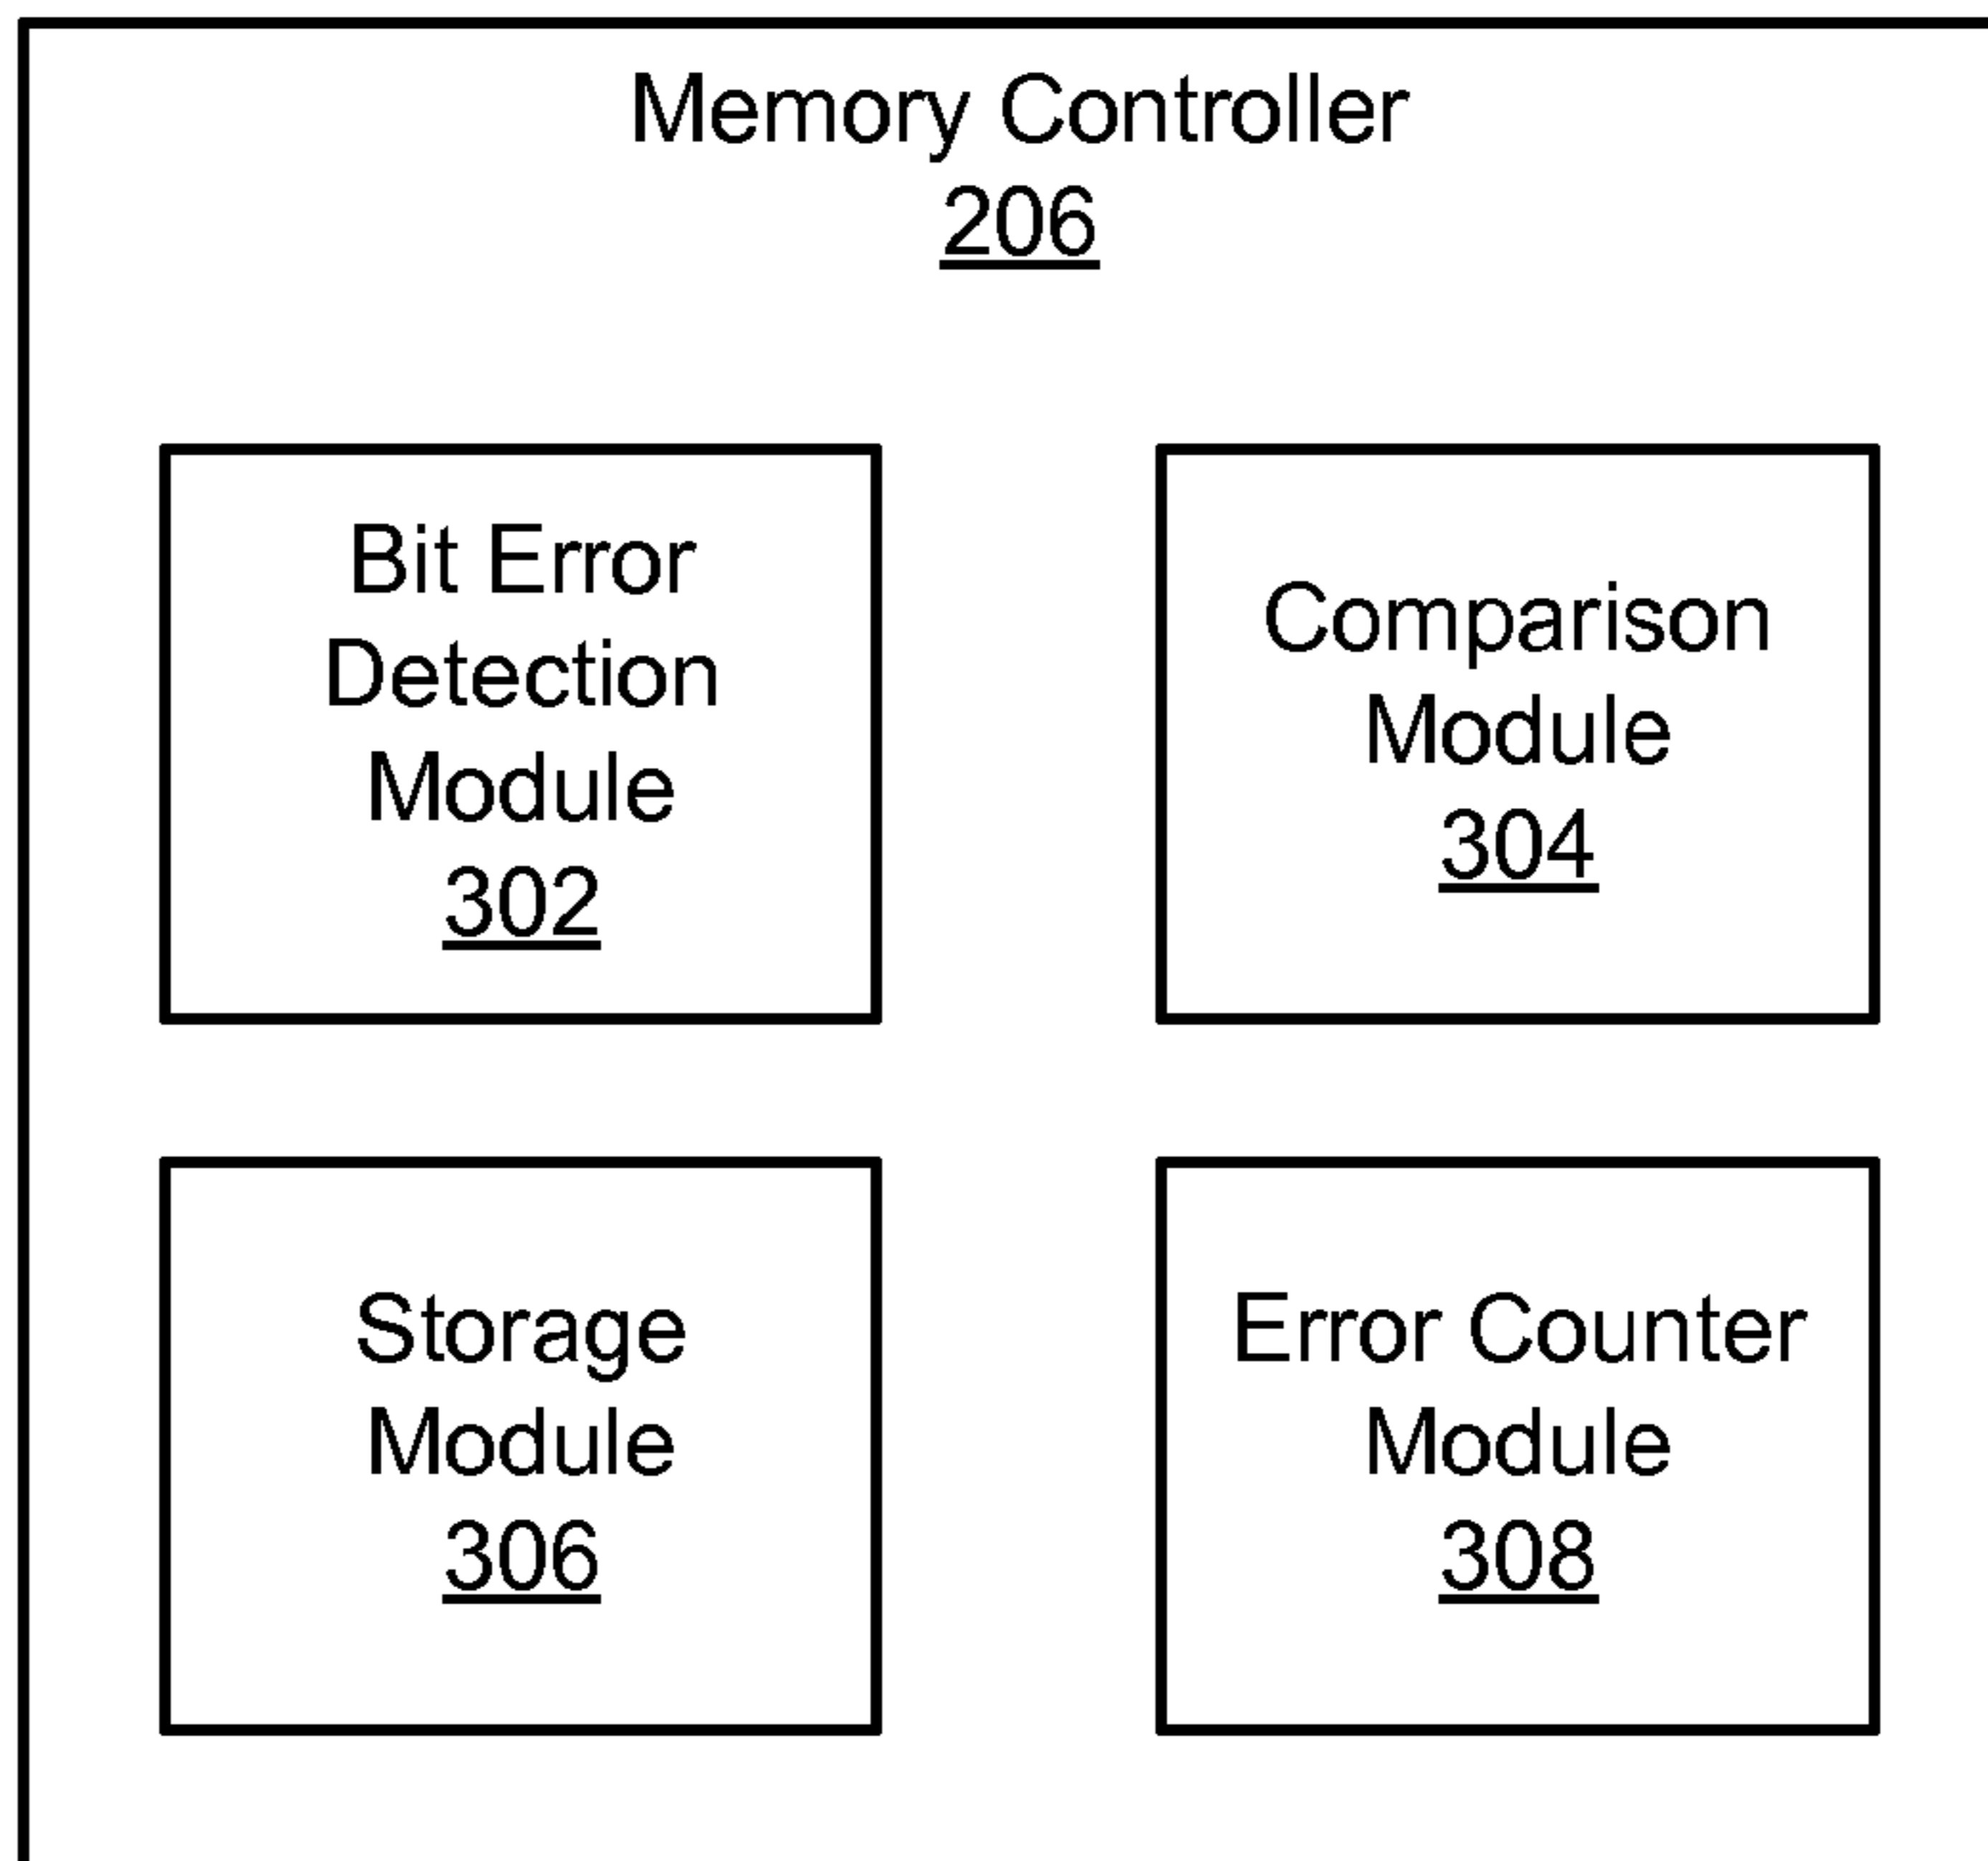 Memory Controller
206
Bit Error
Detection
Module
302
Comparison
Module
304
Storage
Module
306
Error Counter
Module
308